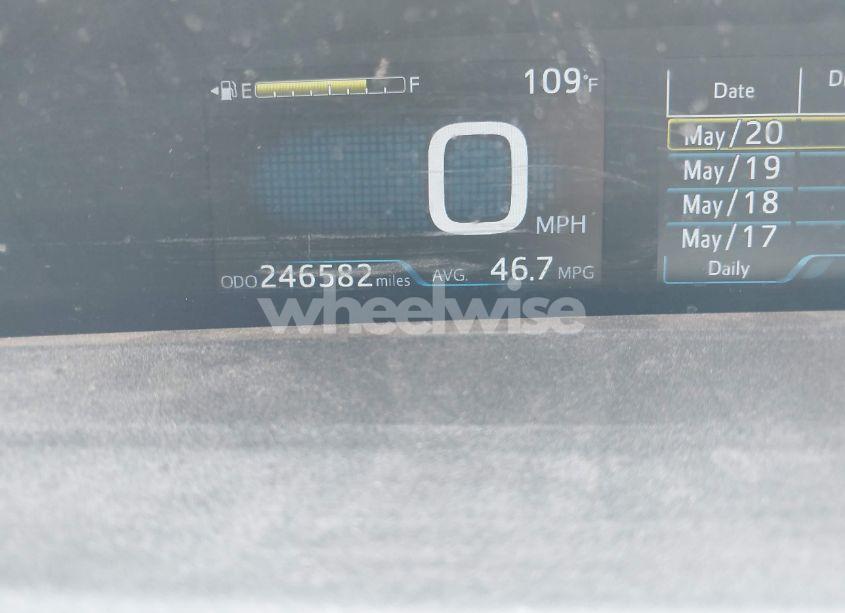 E F 109°F
0 MPH
ODO 246582 miles AVG. 46.7 MPG
Date
May/20
May/19
May/18
May/17
Daily
wheelwise